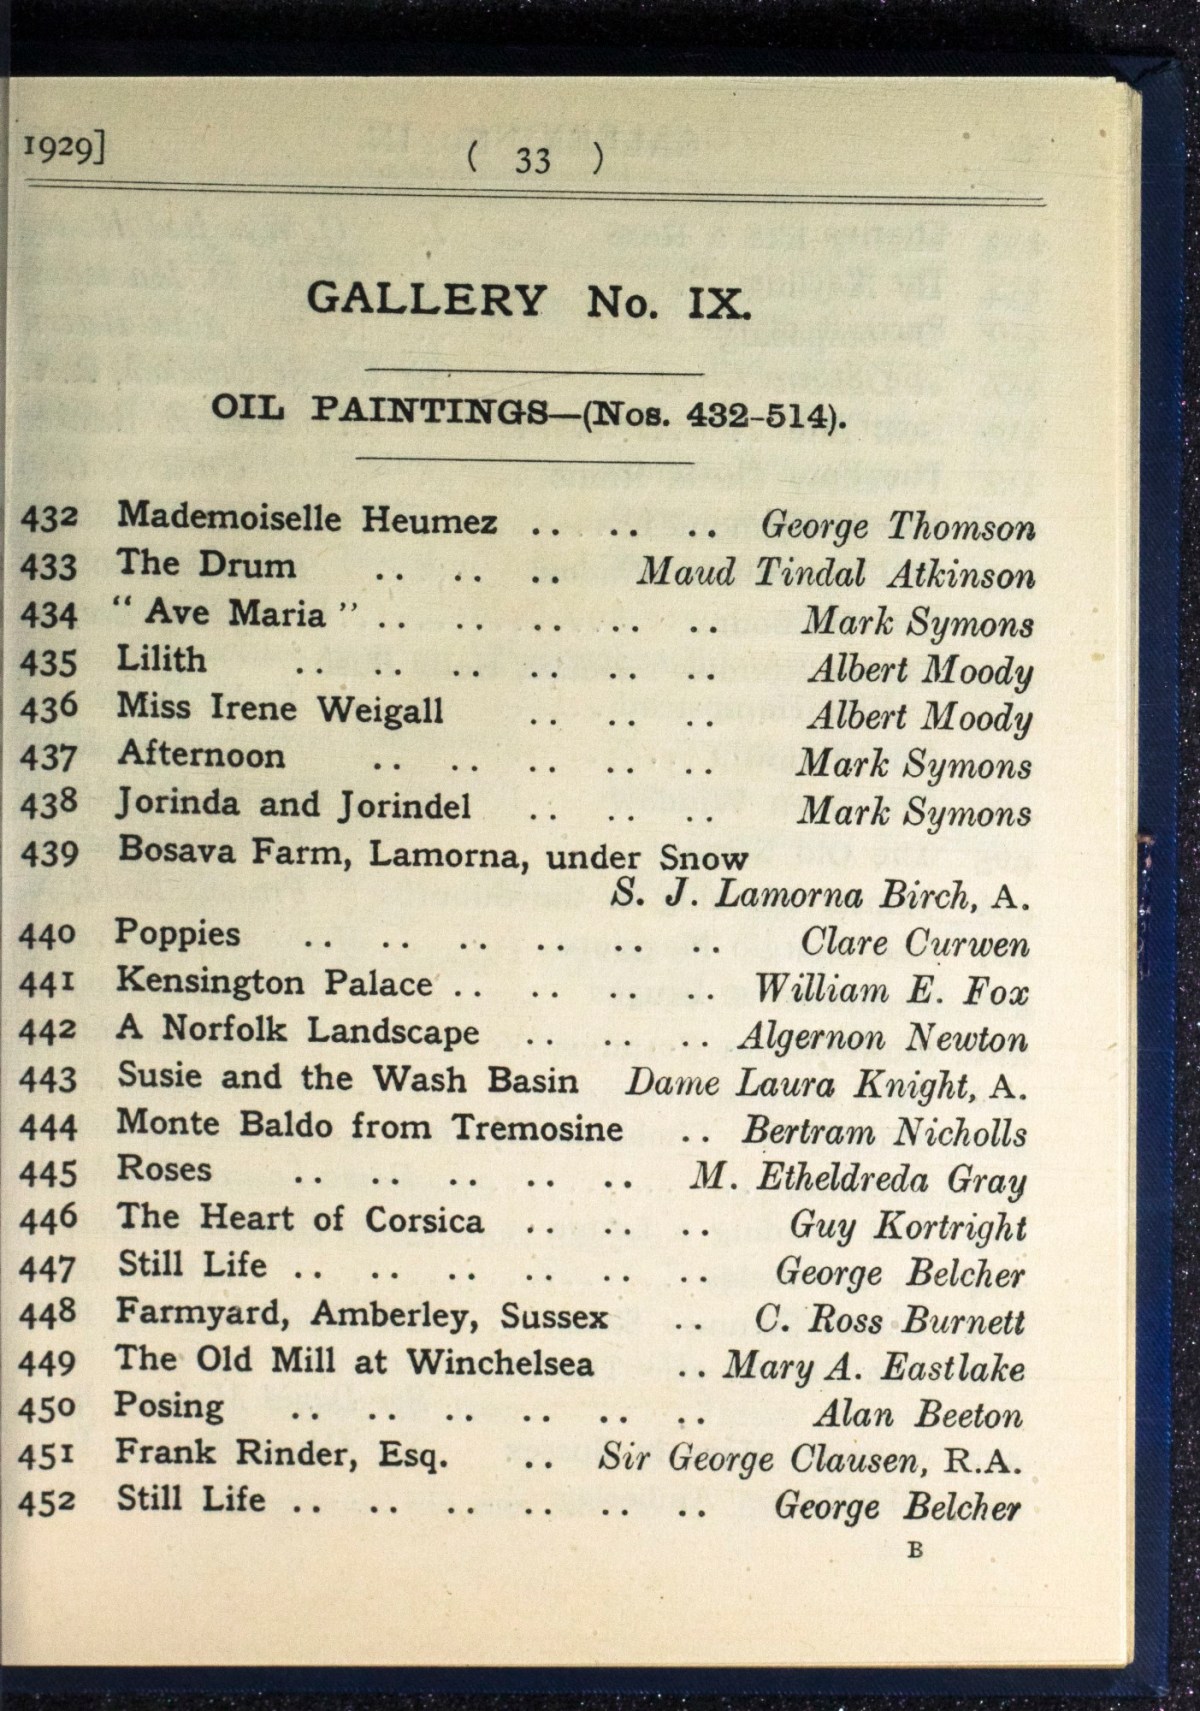 1929]
( 33 )
GALLERY No. IX.
OIL PAINTINGS—(Nos. 432-514).
432 Mademoiselle Heumez .. .. .. George Thomson
433 The Drum .. .. .. Maud Tindal Atkinson
434 “ Ave Maria ” .. .. .. .. .. Mark Symons
435 Lilith .. .. .. .. .. .. Albert Moody
436 Miss Irene Weigall .. .. .. Albert Moody
437 Afternoon .. .. .. .. .. Mark Symons
438 Jorinda and Jorindel .. .. .. Mark Symons
439 Bosava Farm, Lamorna, under Snow
S. J. Lamorna Birch, A.
440 Poppies .. .. .. .. .. .. Clare Curwen
441 Kensington Palace .. .. .. .. William E. Fox
442 A Norfolk Landscape .. .. .. Algernon Newton
443 Susie and the Wash Basin Dame Laura Knight, A.
444 Monte Baldo from Tremosine .. Bertram Nicholls
445 Roses .. .. .. .. .. M. Etheldreda Gray
446 The Heart of Corsica .. .. .. Guy Kortright
447 Still Life .. .. .. .. .. .. George Belcher
448 Farmyard, Amberley, Sussex .. C. Ross Burnett
449 The Old Mill at Winchelsea .. Mary A. Eastlake
450 Posing .. .. .. .. .. .. Alan Beeton
451 Frank Rinder, Esq. .. Sir George Clausen, R.A.
452 Still Life .. .. .. .. .. .. George Belcher
B